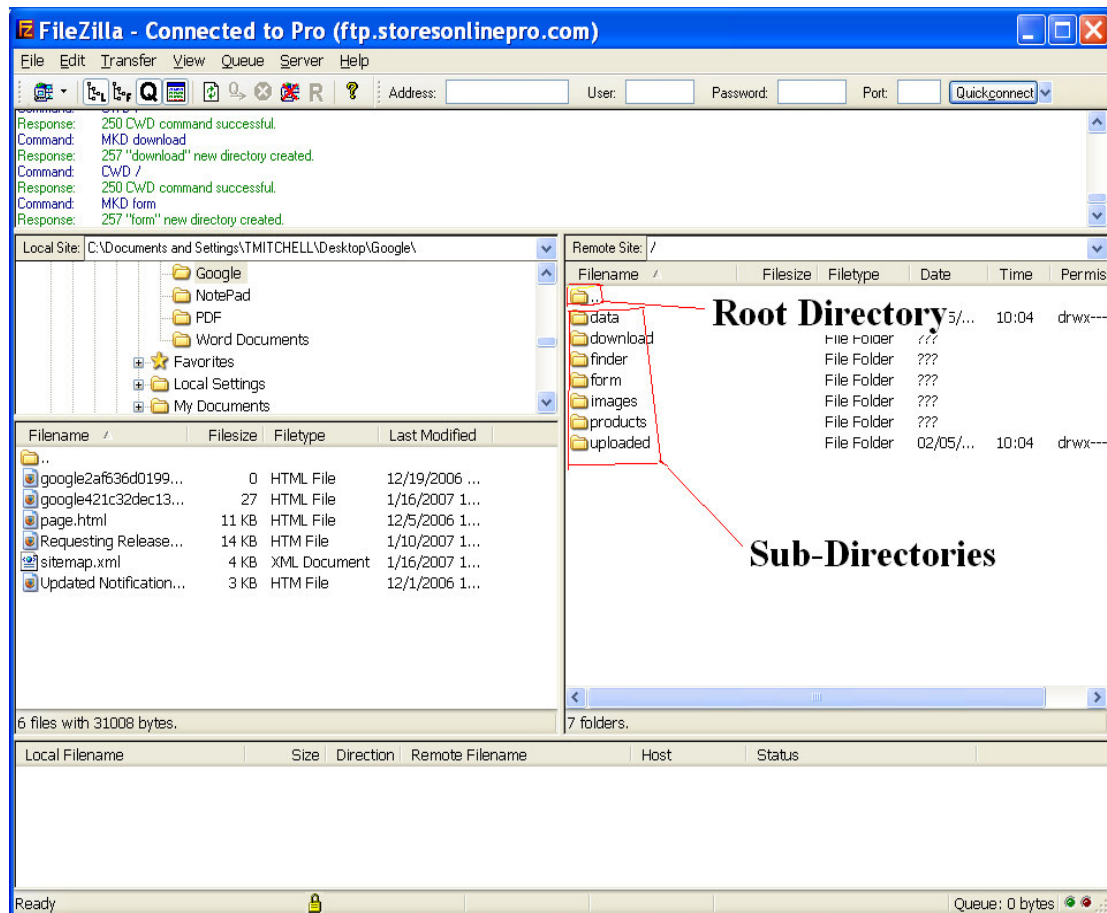 FileZilla - Connected to Pro (ftp.storesonlinepro.com)
File Edit Transfer View Queue Server Help
Address: User: Password: Port: Quickconnect
Response: 250 CWD command successful.
Command: MKD download
Response: 257 "download" new directory created.
Command: CWD /
Response: 250 CWD command successful.
Command: MKD form
Response: 257 "form" new directory created.
Local Site: C:\Documents and Settings\TMITCHELL\Desktop\Google\
Google
NotePad
PDF
Word Documents
Favorites
Local Settings
My Documents
Filename Filesize Filetype Last Modified
..
google2af636d0199... 0 HTML File 12/19/2006 ...
google421c32dec13... 27 HTML File 1/16/2007 1...
page.html 11 KB HTML File 12/5/2006 1...
Requesting Release... 14 KB HTM File 1/10/2007 1...
sitemap.xml 4 KB XML Document 1/16/2007 1...
Updated Notification... 3 KB HTM File 12/1/2006 1...
6 files with 31008 bytes.
Remote Site: /
Filename Filesize Filetype Date Time Permis
..
Root Directory
data 5/... 10:04 drwx---
download File Folder ???
finder File Folder ???
form File Folder ???
images File Folder ???
products File Folder ???
uploaded File Folder 02/05/... 10:04 drwx---
Sub-Directories
7 folders.
Local Filename Size Direction Remote Filename Host Status
Ready Queue: 0 bytes